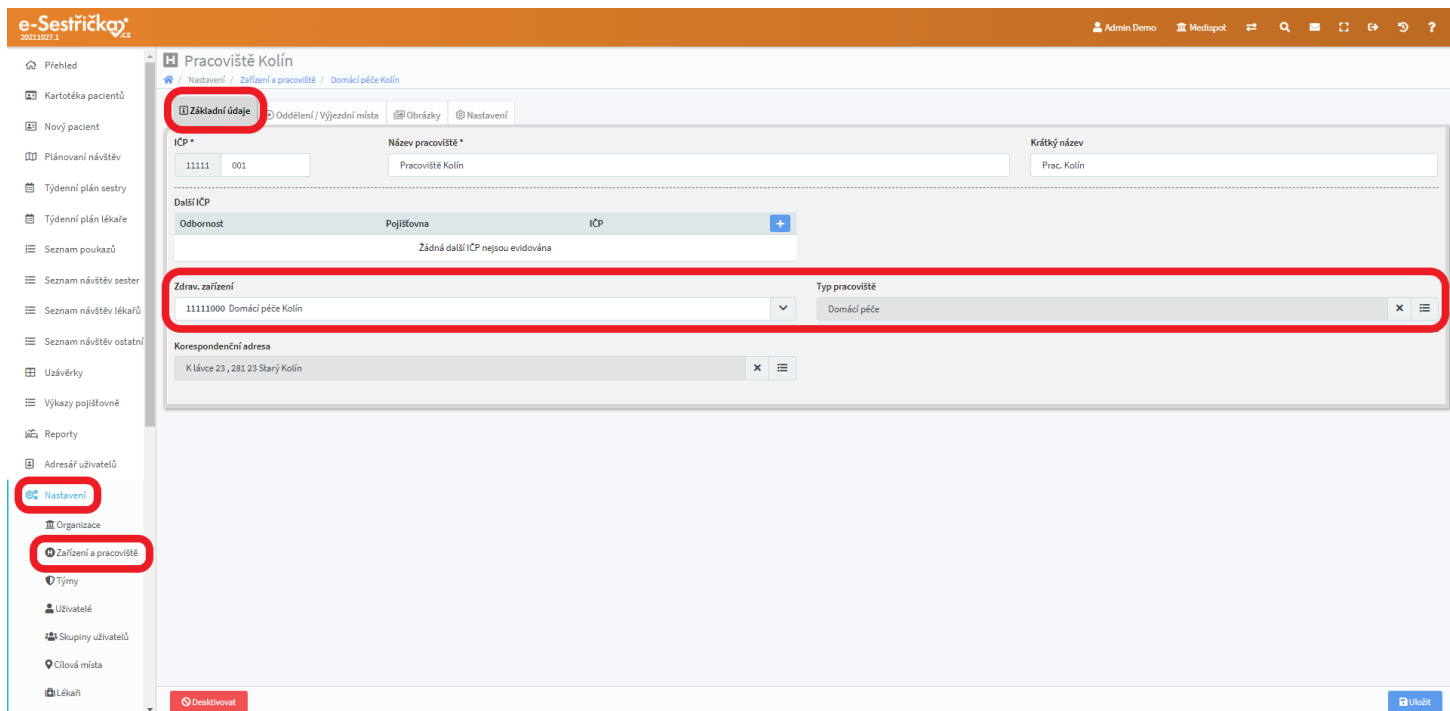 e-Sestřička.cz
20211027.1
Admin Demo Medispot
Přehled
Kartotéka pacientů
Nový pacient
Plánovaní návštěv
Týdenní plán sestry
Týdenní plán lékaře
Seznam poukazů
Seznam návštěv sester
Seznam návštěv lékařů
Seznam návštěv ostatní
Uzávěrky
Výkazy pojišťovně
Reporty
Adresář uživatelů
Nastavení
Organizace
Zařízení a pracoviště
Týmy
Uživatelé
Skupiny uživatelů
Cílová místa
Lékaři
Pracoviště Kolín
/ Nastavení / Zařízení a pracoviště / Domácí péče Kolín
Základní údaje Oddělení / Výjezdní místa Obrázky Nastavení
IČP * Název pracoviště * Krátký název
11111 001 Pracoviště Kolín Prac. Kolín
Další IČP
Odbornost Pojišťovna IČP +
Žádná další IČP nejsou evidována
Zdrav. zařízení Typ pracoviště
11111000 Domácí péče Kolín Domácí péče
Korespondenční adresa
K lávce 23 , 281 23 Starý Kolín
Deaktivovat Uložit